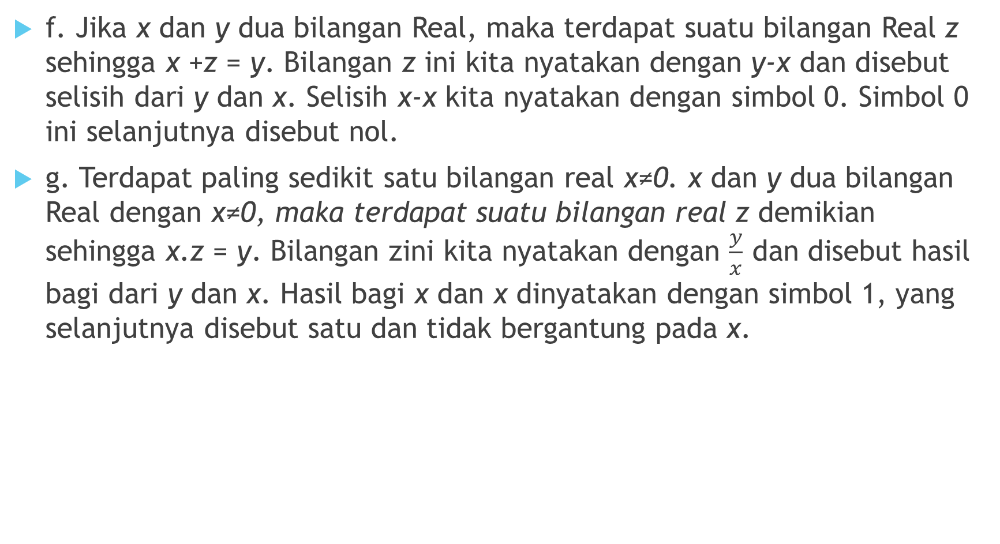 f. Jika x dan y dua bilangan Real, maka terdapat suatu bilangan Real z
sehingga x +z = y. Bilangan z ini kita nyatakan dengan y-x dan disebut
selisih dari y dan x. Selisih x-x kita nyatakan dengan simbol 0. Simbol 0
ini selanjutnya disebut nol.
g. Terdapat paling sedikit satu bilangan real x≠0. x dan y dua bilangan
Real dengan x≠0, maka terdapat suatu bilangan real z demikian
sehingga x.z = y. Bilangan zini kita nyatakan dengan y/x dan disebut hasil
bagi dari y dan x. Hasil bagi x dan x dinyatakan dengan simbol 1, yang
selanjutnya disebut satu dan tidak bergantung pada x.